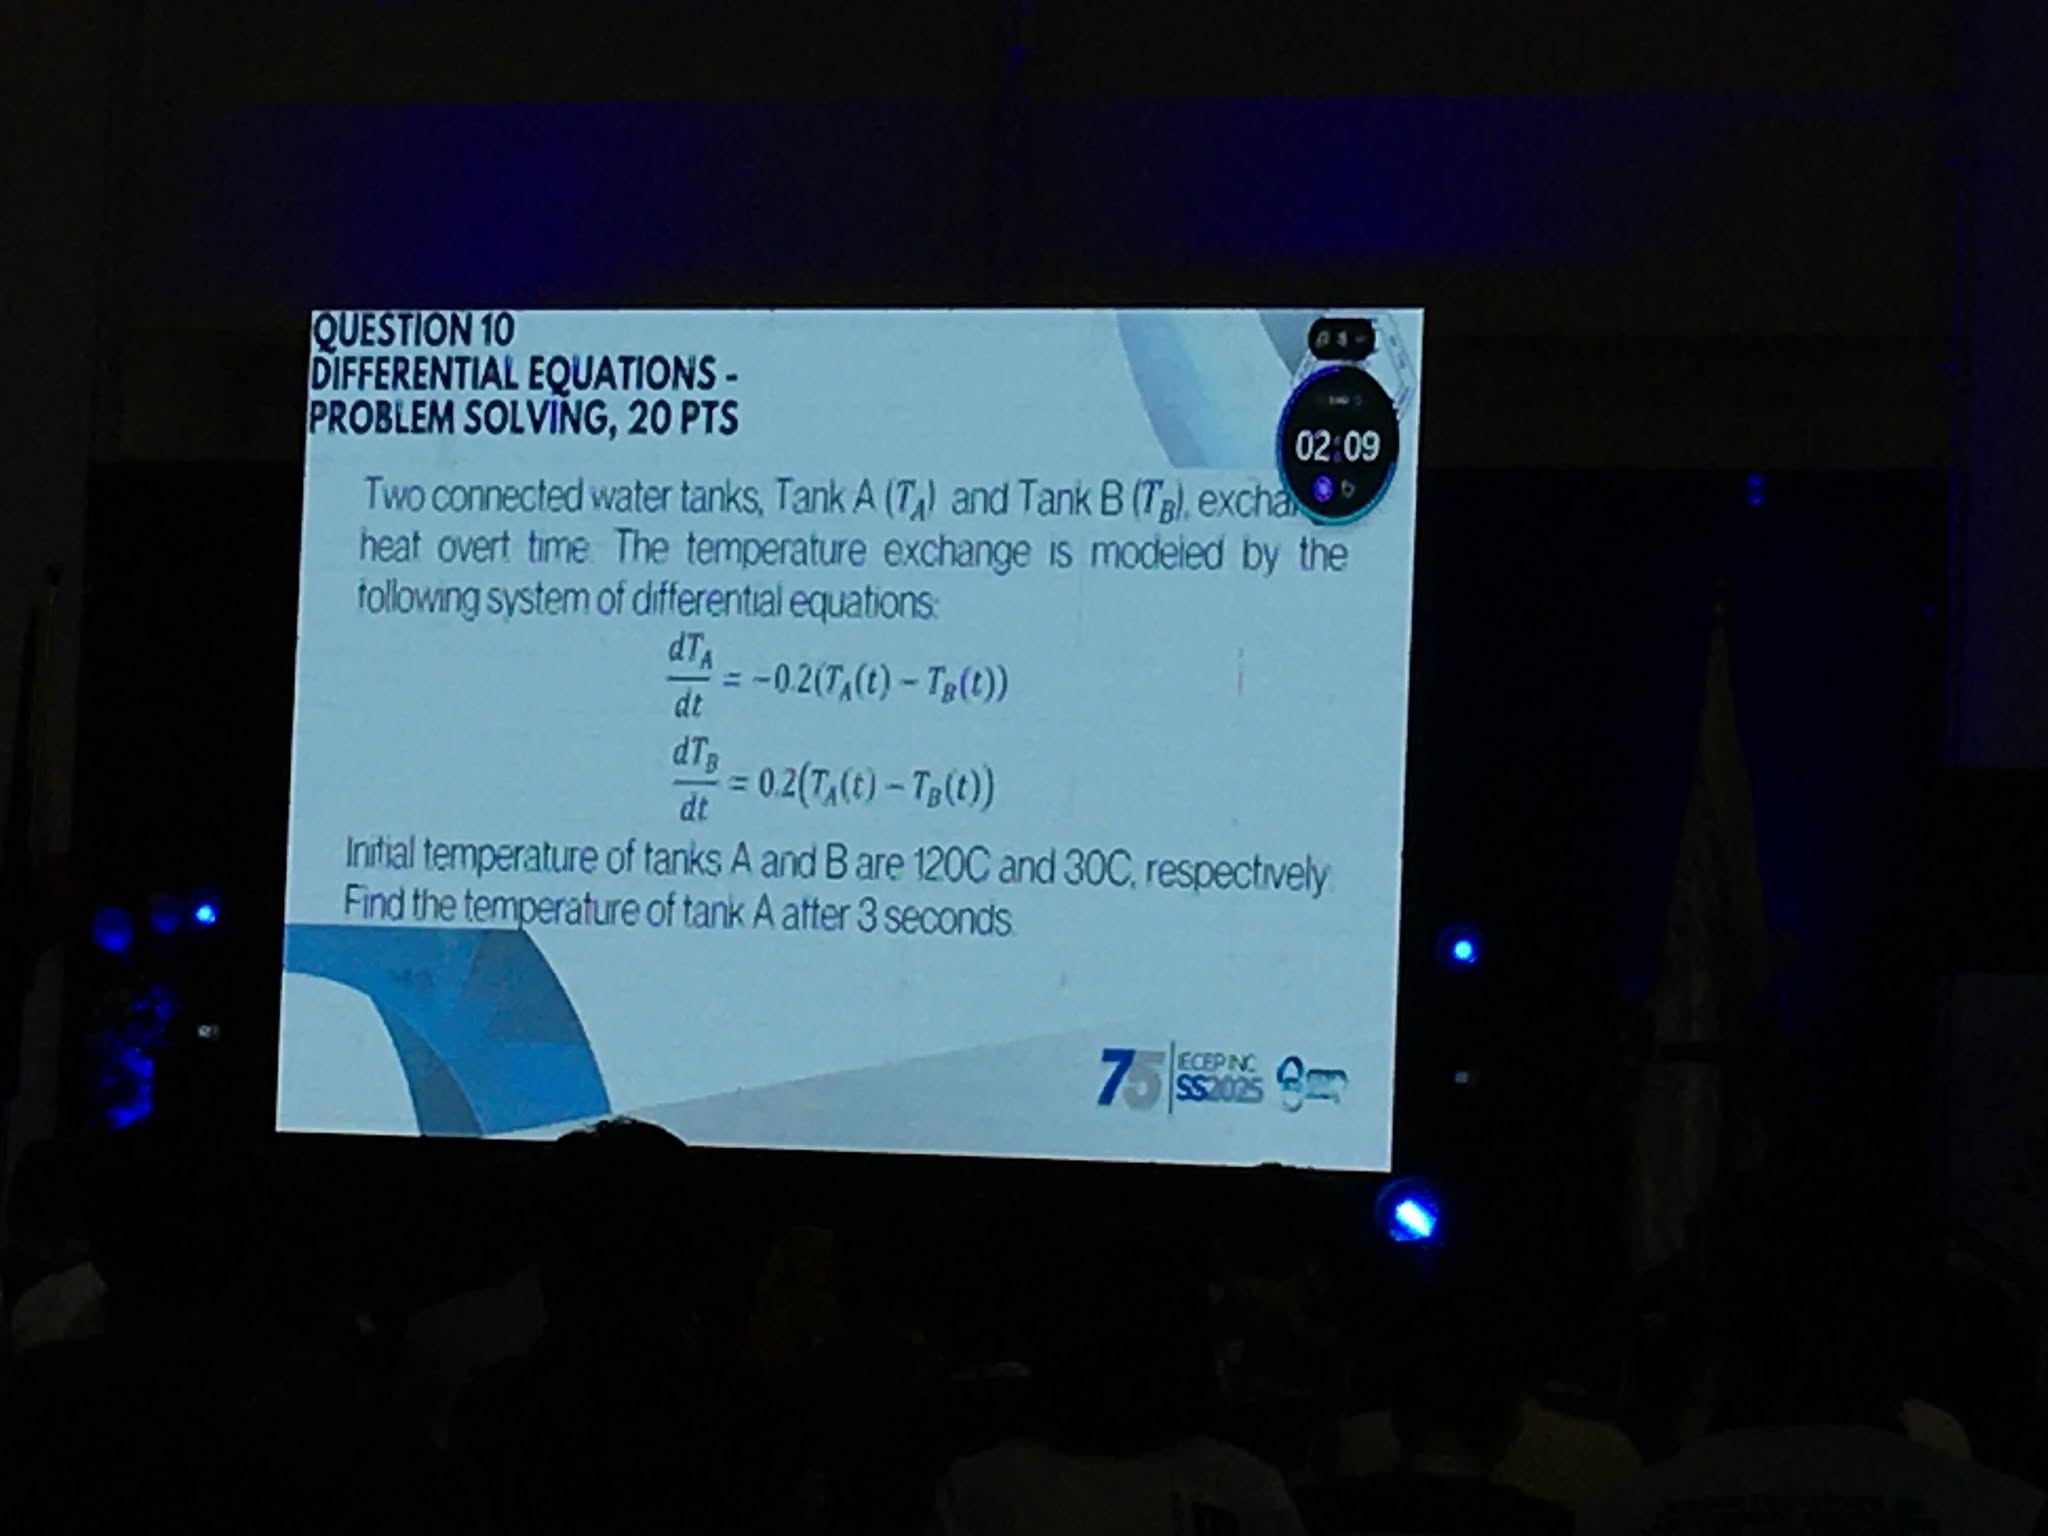 QUESTION 10
DIFFERENTIAL EQUATIONS -
PROBLEM SOLVING, 20 PTS
02:09
Two connected water tanks, Tank A (T_A) and Tank B (T_B), excha
heat overt time. The temperature exchange is modeled by the
following system of differential equations:
dT_A/dt = −0.2(T_A(t) − T_B(t))
dT_B/dt = 0.2(T_A(t) − T_B(t))
Initial temperature of tanks A and B are 120C and 30C, respectively.
Find the temperature of tank A after 3 seconds.
75 IECEP INC.
SS2025